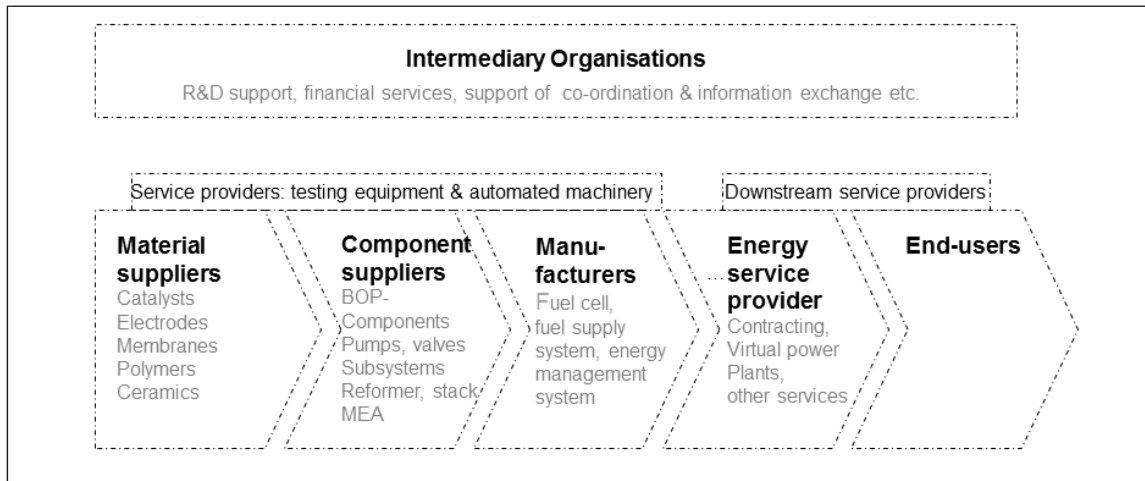 Intermediary Organisations
R&D support, financial services, support of co-ordination & information exchange etc.
Service providers: testing equipment & automated machinery
Downstream service providers
Material
suppliers
Catalysts
Electrodes
Membranes
Polymers
Ceramics
Component
suppliers
BOP-
Components
Pumps, valves
Subsystems
Reformer, stack
MEA
Manu-
facturers
Fuel cell,
fuel supply
system, energy
management
system
Energy
... service
provider
Contracting,
Virtual power
Plants,
other services
End-users